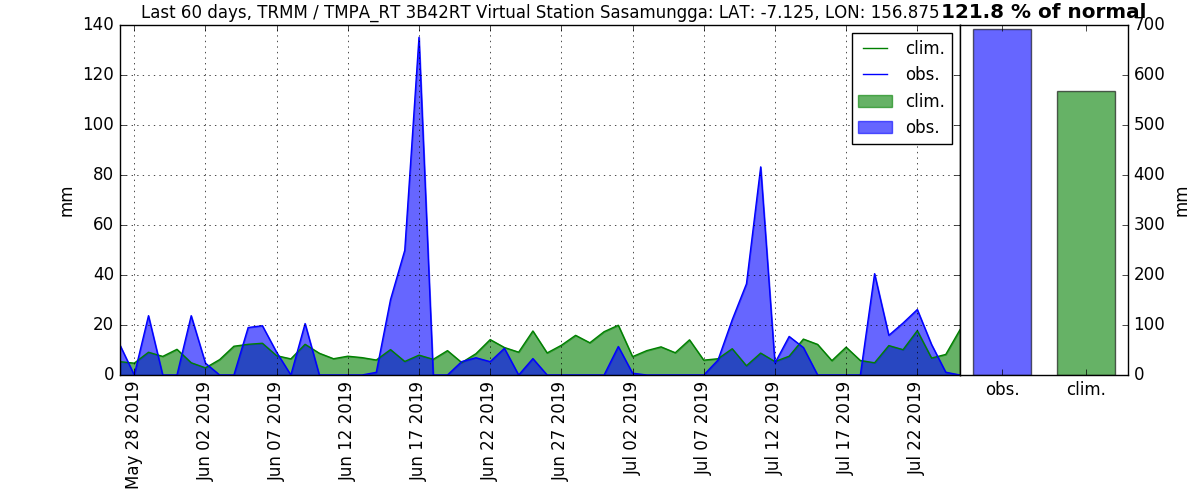 Last 60 days, TRMM / TMPA_RT 3B42RT Virtual Station Sasamungga: LAT: -7.125, LON: 156.875
121.8 % of normal
140
120
100
80
60
40
20
0
mm
clim.
obs.
clim.
obs.
700
600
500
400
300
200
100
0
mm
May 28 2019
Jun 02 2019
Jun 07 2019
Jun 12 2019
Jun 17 2019
Jun 22 2019
Jun 27 2019
Jul 02 2019
Jul 07 2019
Jul 12 2019
Jul 17 2019
Jul 22 2019
obs.
clim.